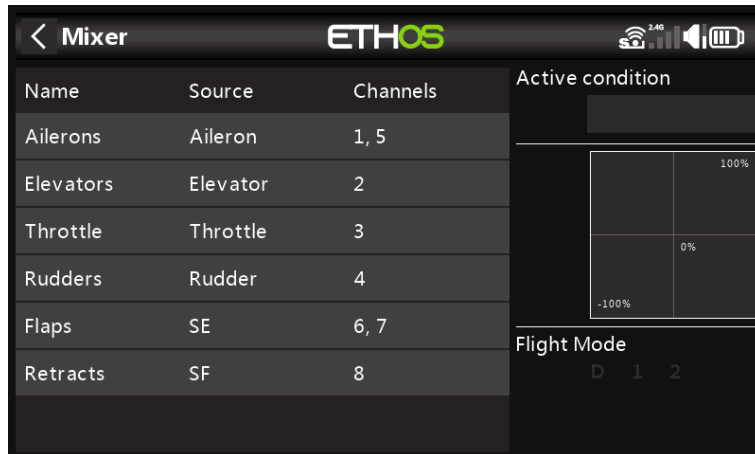 Mixer
ETHOS
2.4G
Name Source Channels
Ailerons Aileron 1, 5
Elevators Elevator 2
Throttle Throttle 3
Rudders Rudder 4
Flaps SE 6, 7
Retracts SF 8
Active condition
100%
0%
-100%
Flight Mode
D 1 2